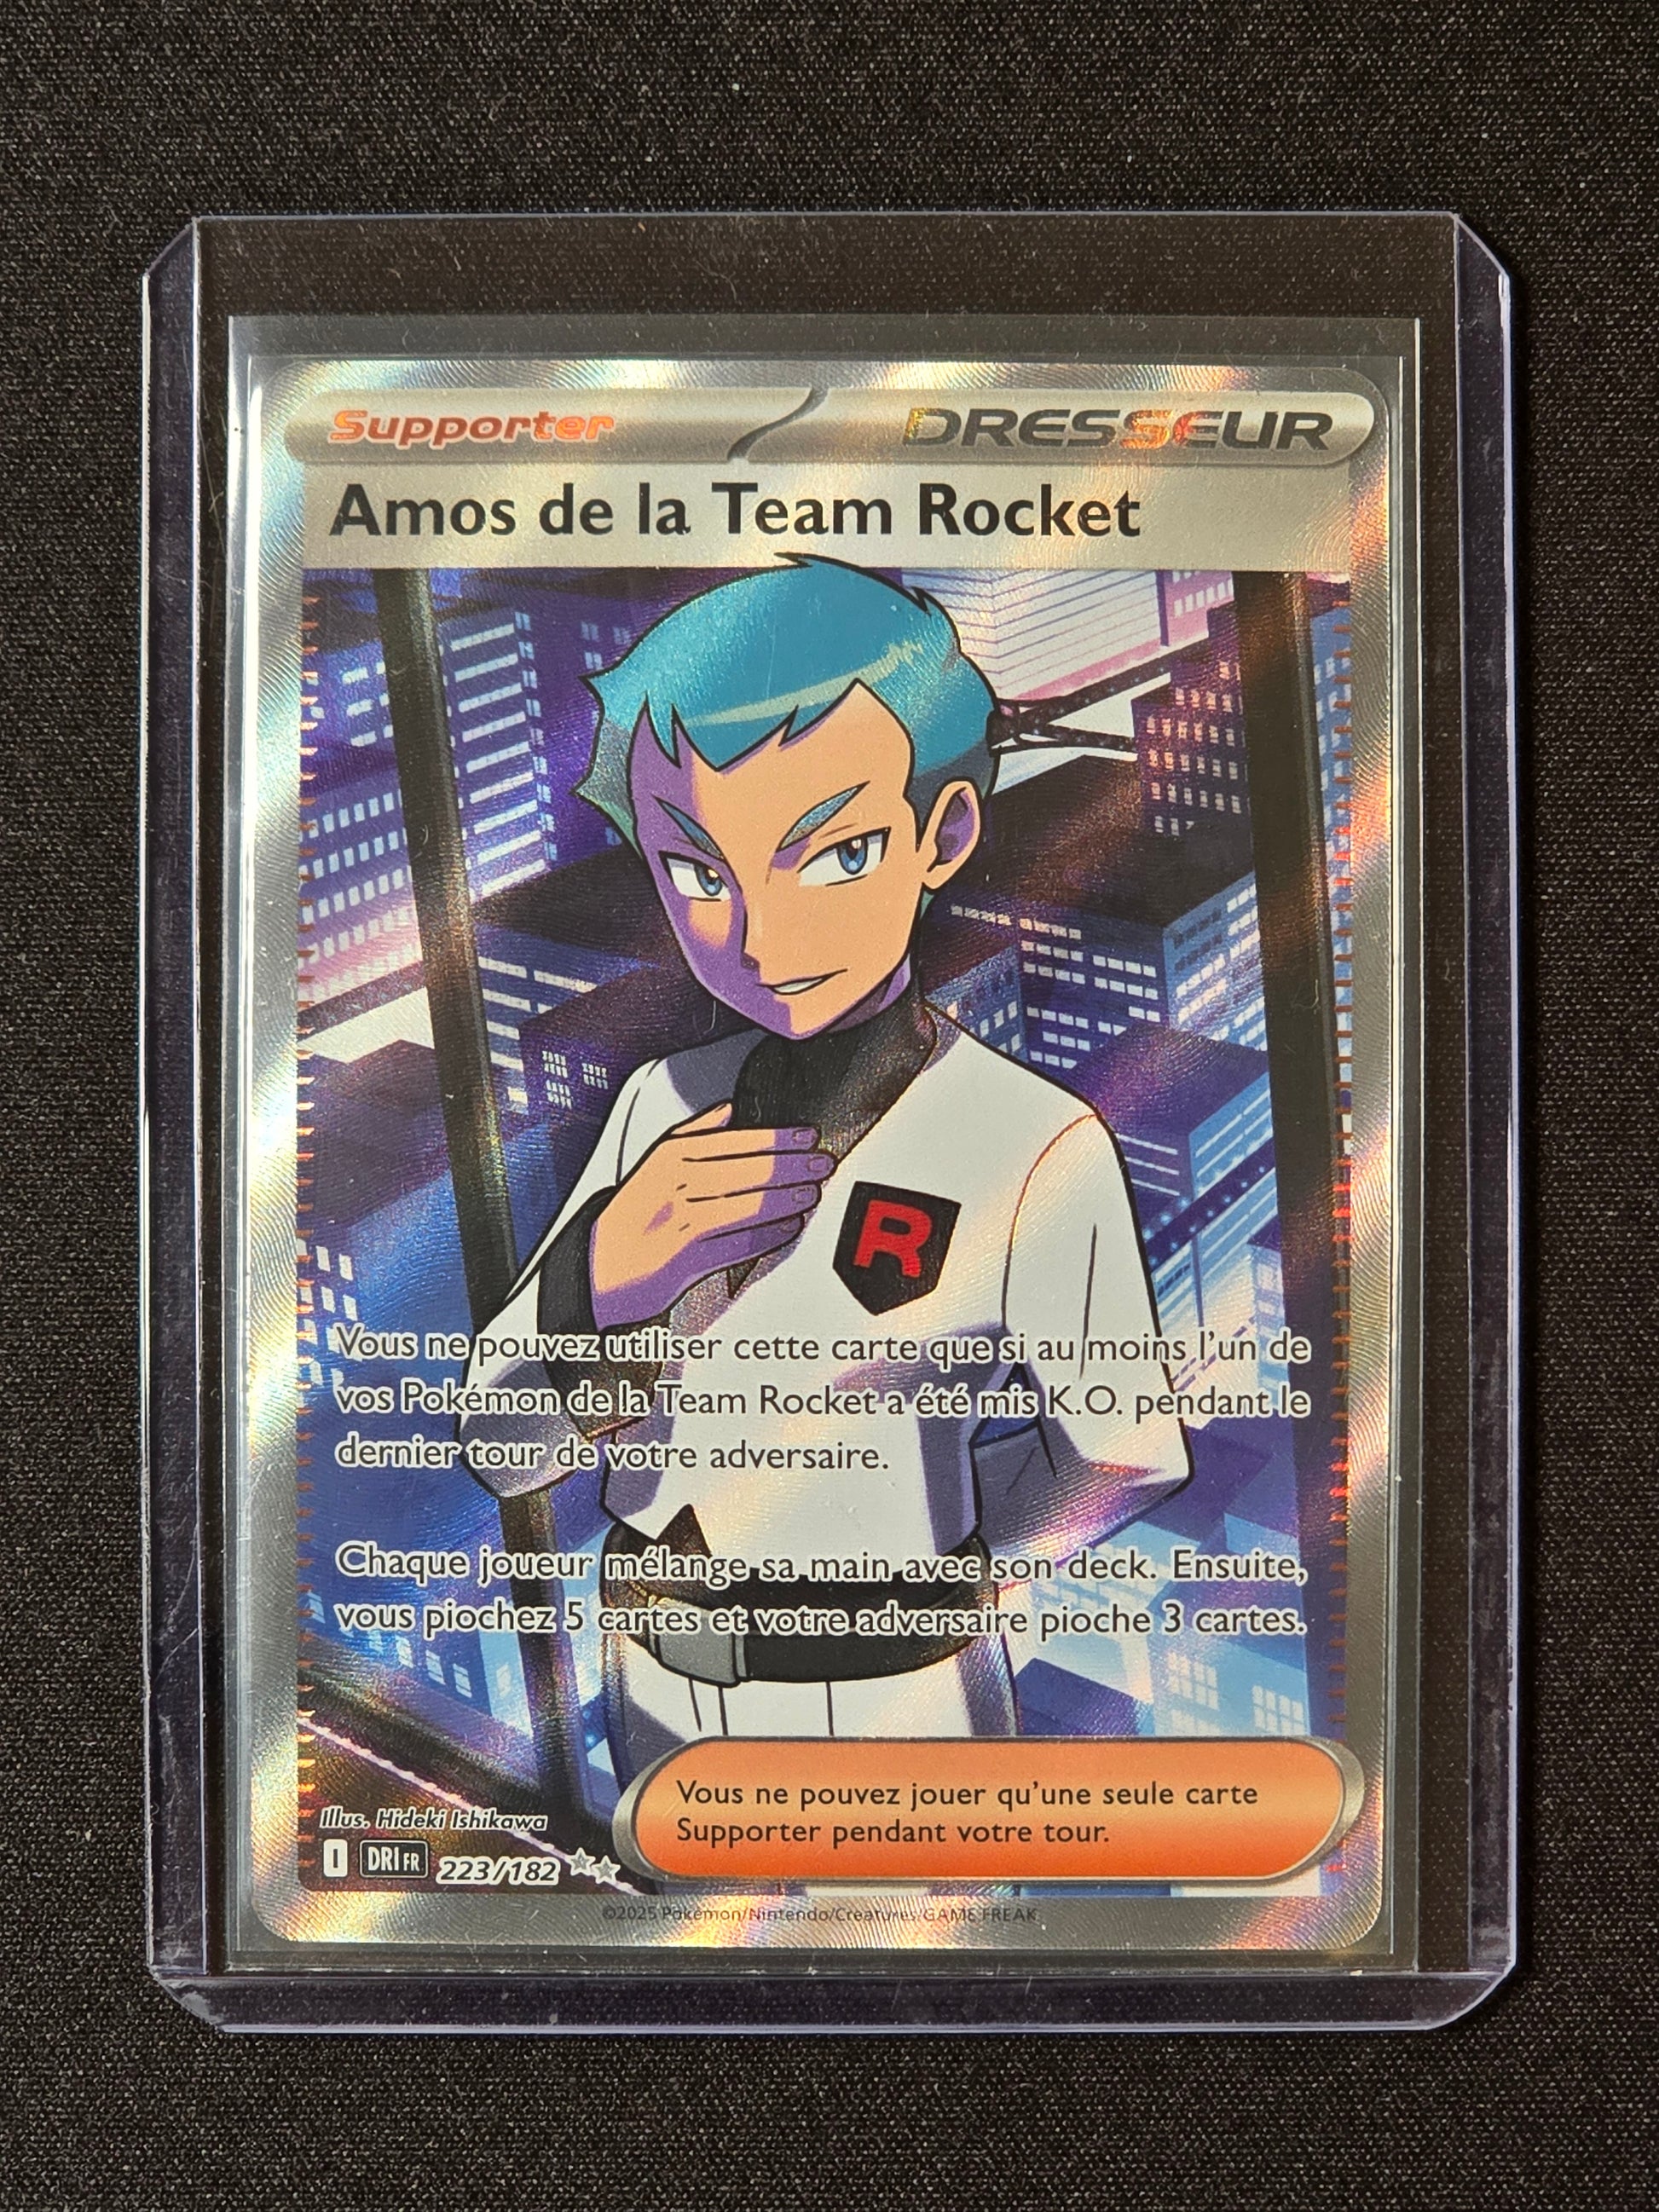 Supporter DRESSEUR
Amos de la Team Rocket
R
Vous ne pouvez utiliser cette carte que si au moins l'un de
vos Pokémon de la Team Rocket a été mis K.O. pendant le
dernier tour de votre adversaire.
Chaque joueur mélange sa main avec son deck. Ensuite,
vous piochez 5 cartes et votre adversaire pioche 3 cartes.
Vous ne pouvez jouer qu'une seule carte
Supporter pendant votre tour.
Illus. Hideki Ishikawa
I DRI FR 223/182
©2025 Pokémon/Nintendo/Creatures/GAME FREAK